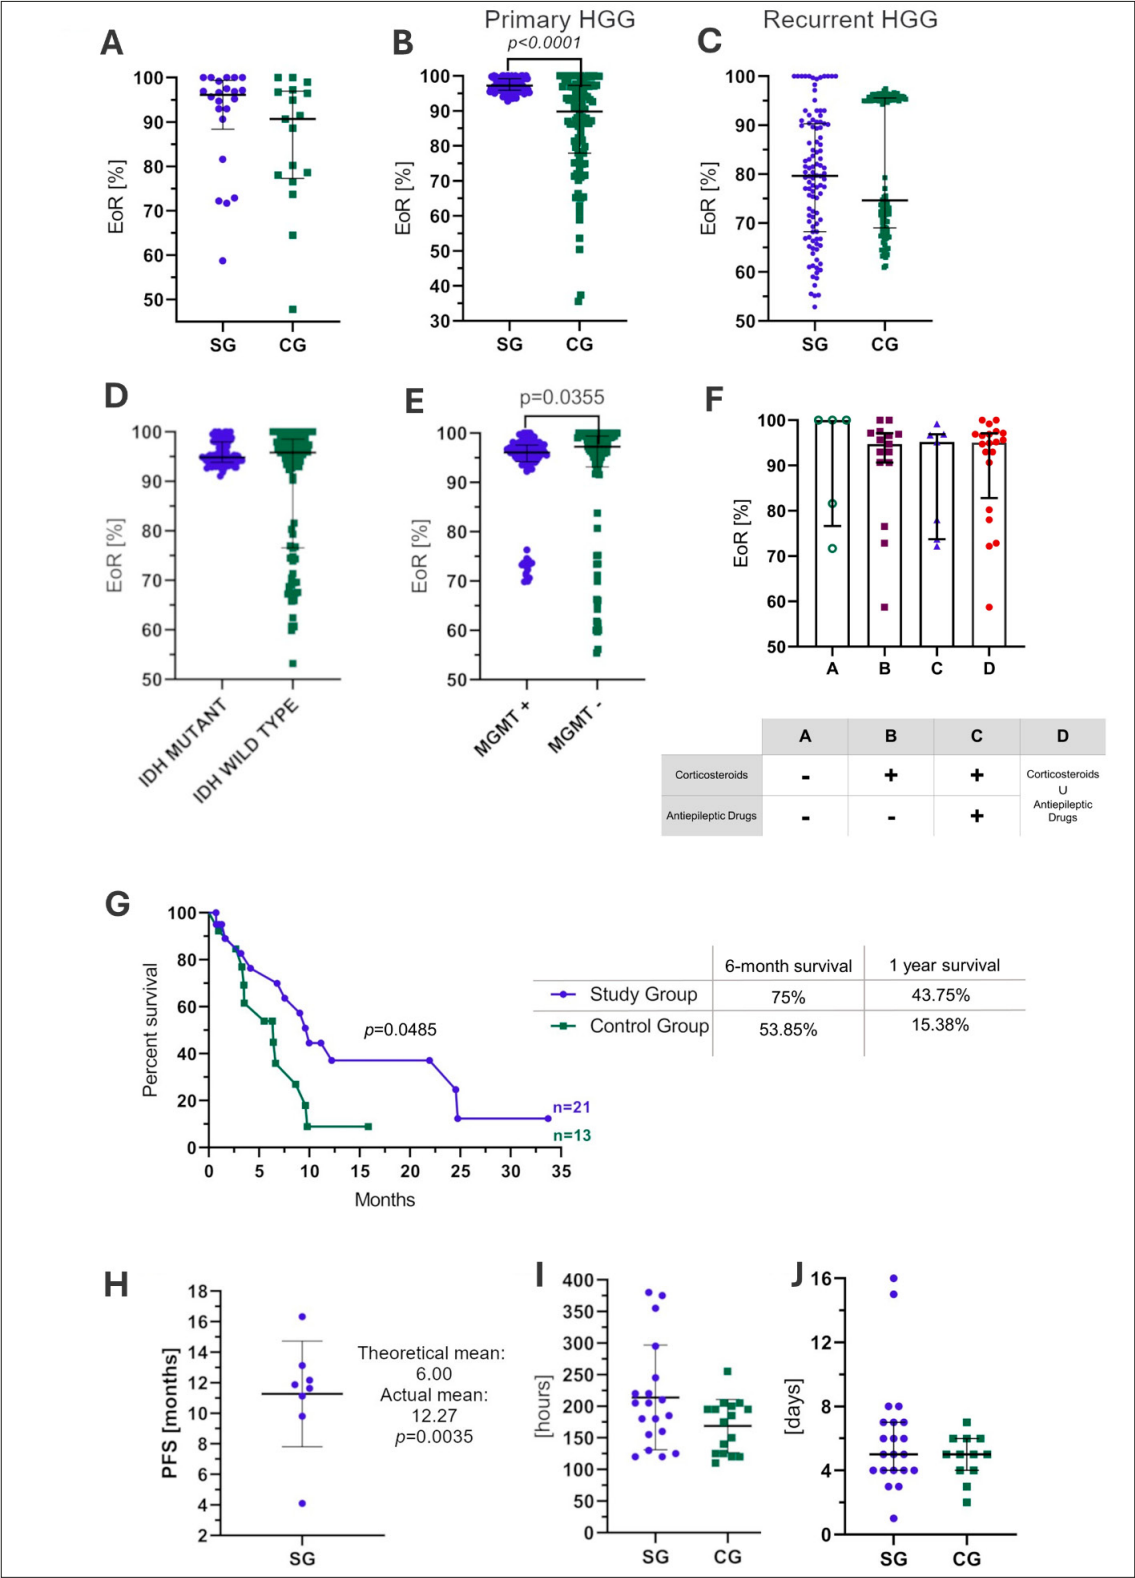 Primary HGG
Recurrent HGG
A
B
C
p<0.0001
EoR [%]
100
90
80
70
60
50
SG
CG
EoR [%]
100
90
80
70
60
50
40
30
SG
CG
EoR [%]
100
90
80
70
60
50
SG
CG
D
E
F
EoR [%]
100
90
80
70
60
50
IDH MUTANT
IDH WILD TYPE
p=0.0355
EoR [%]
100
90
80
70
60
50
MGMT +
MGMT -
EoR [%]
100
90
80
70
60
50
A B C D
A B C D
Corticosteroids - + +
Antiepileptic Drugs - - +
Corticosteroids
∪
Antiepileptic
Drugs
G
Percent survival
100
80
60
40
20
0
0 5 10 15 20 25 30 35
Months
p=0.0485
n=21
n=13
6-month survival 1 year survival
Study Group 75% 43.75%
Control Group 53.85% 15.38%
H
PFS [months]
18
16
14
12
10
8
6
4
2
SG
Theoretical mean:
6.00
Actual mean:
12.27
p=0.0035
I
[hours]
400
350
300
250
200
150
100
50
0
SG
CG
J
[days]
16
12
8
4
0
SG
CG